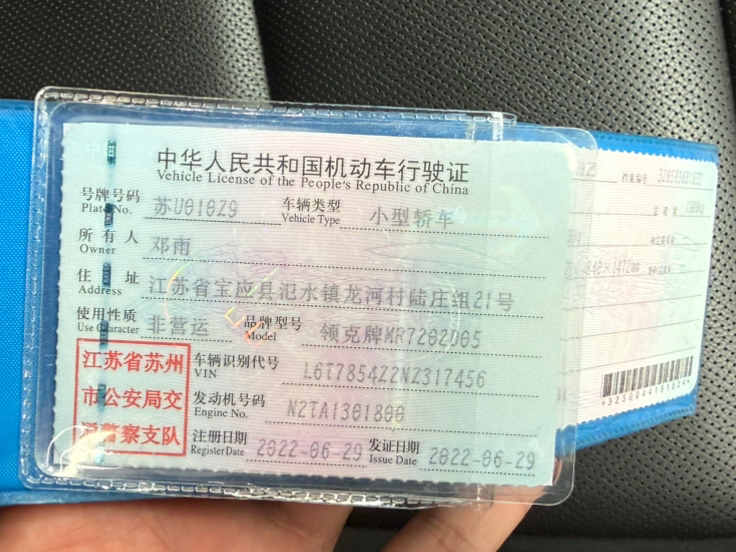 中华人民共和国机动车行驶证
Vehicle License of the People's Republic of China
号牌号码 苏U010Z9 车辆类型 小型轿车
Plate No. Vehicle Type
所有人 邓雨
Owner
住址 江苏省宝应县氾水镇龙河村陆庄组21号
Address
使用性质 非营运 品牌型号 领克牌MR7202D05
Use Character Model
江苏省苏州
市公安局交
通警察支队
车辆识别代号 L6T7854Z2NZ317456
VIN
发动机号码 N2TA1301800
Engine No.
注册日期 2022-06-29 发证日期 2022-06-29
Register Date Issue Date
档案编号